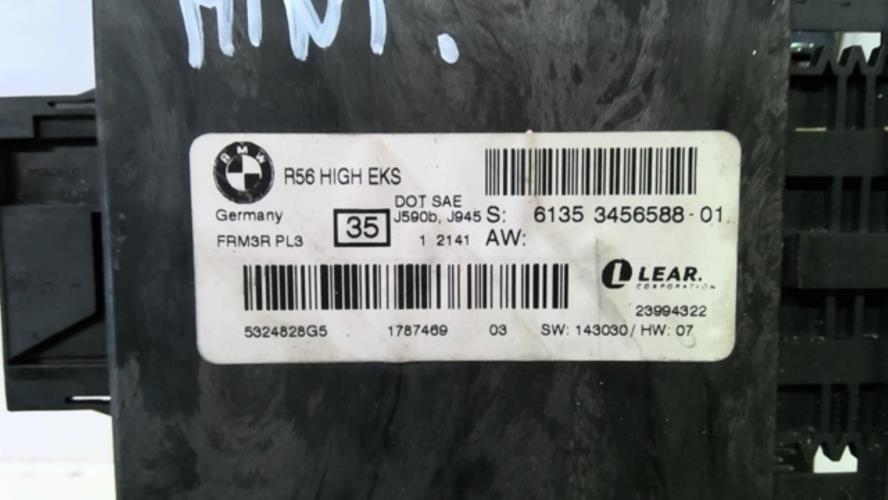 MINI.
BMW
R56 HIGH EKS
Germany
35
DOT SAE
J590b, J945
S: 6135 3456588-01
FRM3R PL3
1 2141
AW:
LEAR.
CORPORATION
23994322
5324828G5
1787469
03
SW: 143030/ HW: 07